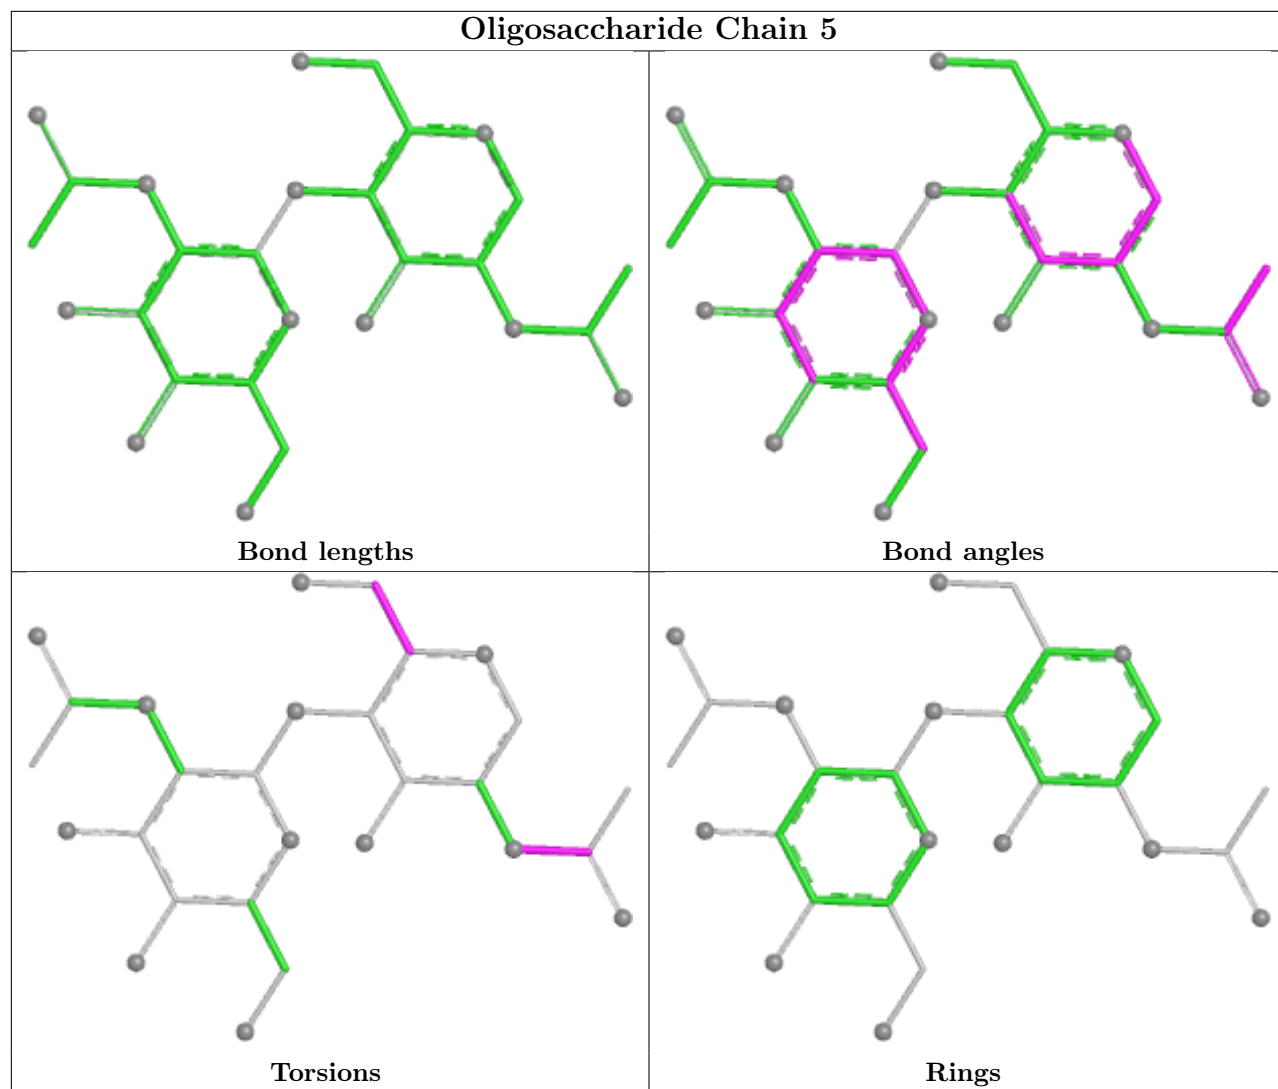 Oligosaccharide Chain 5
Bond lengths
Bond angles
Torsions
Rings